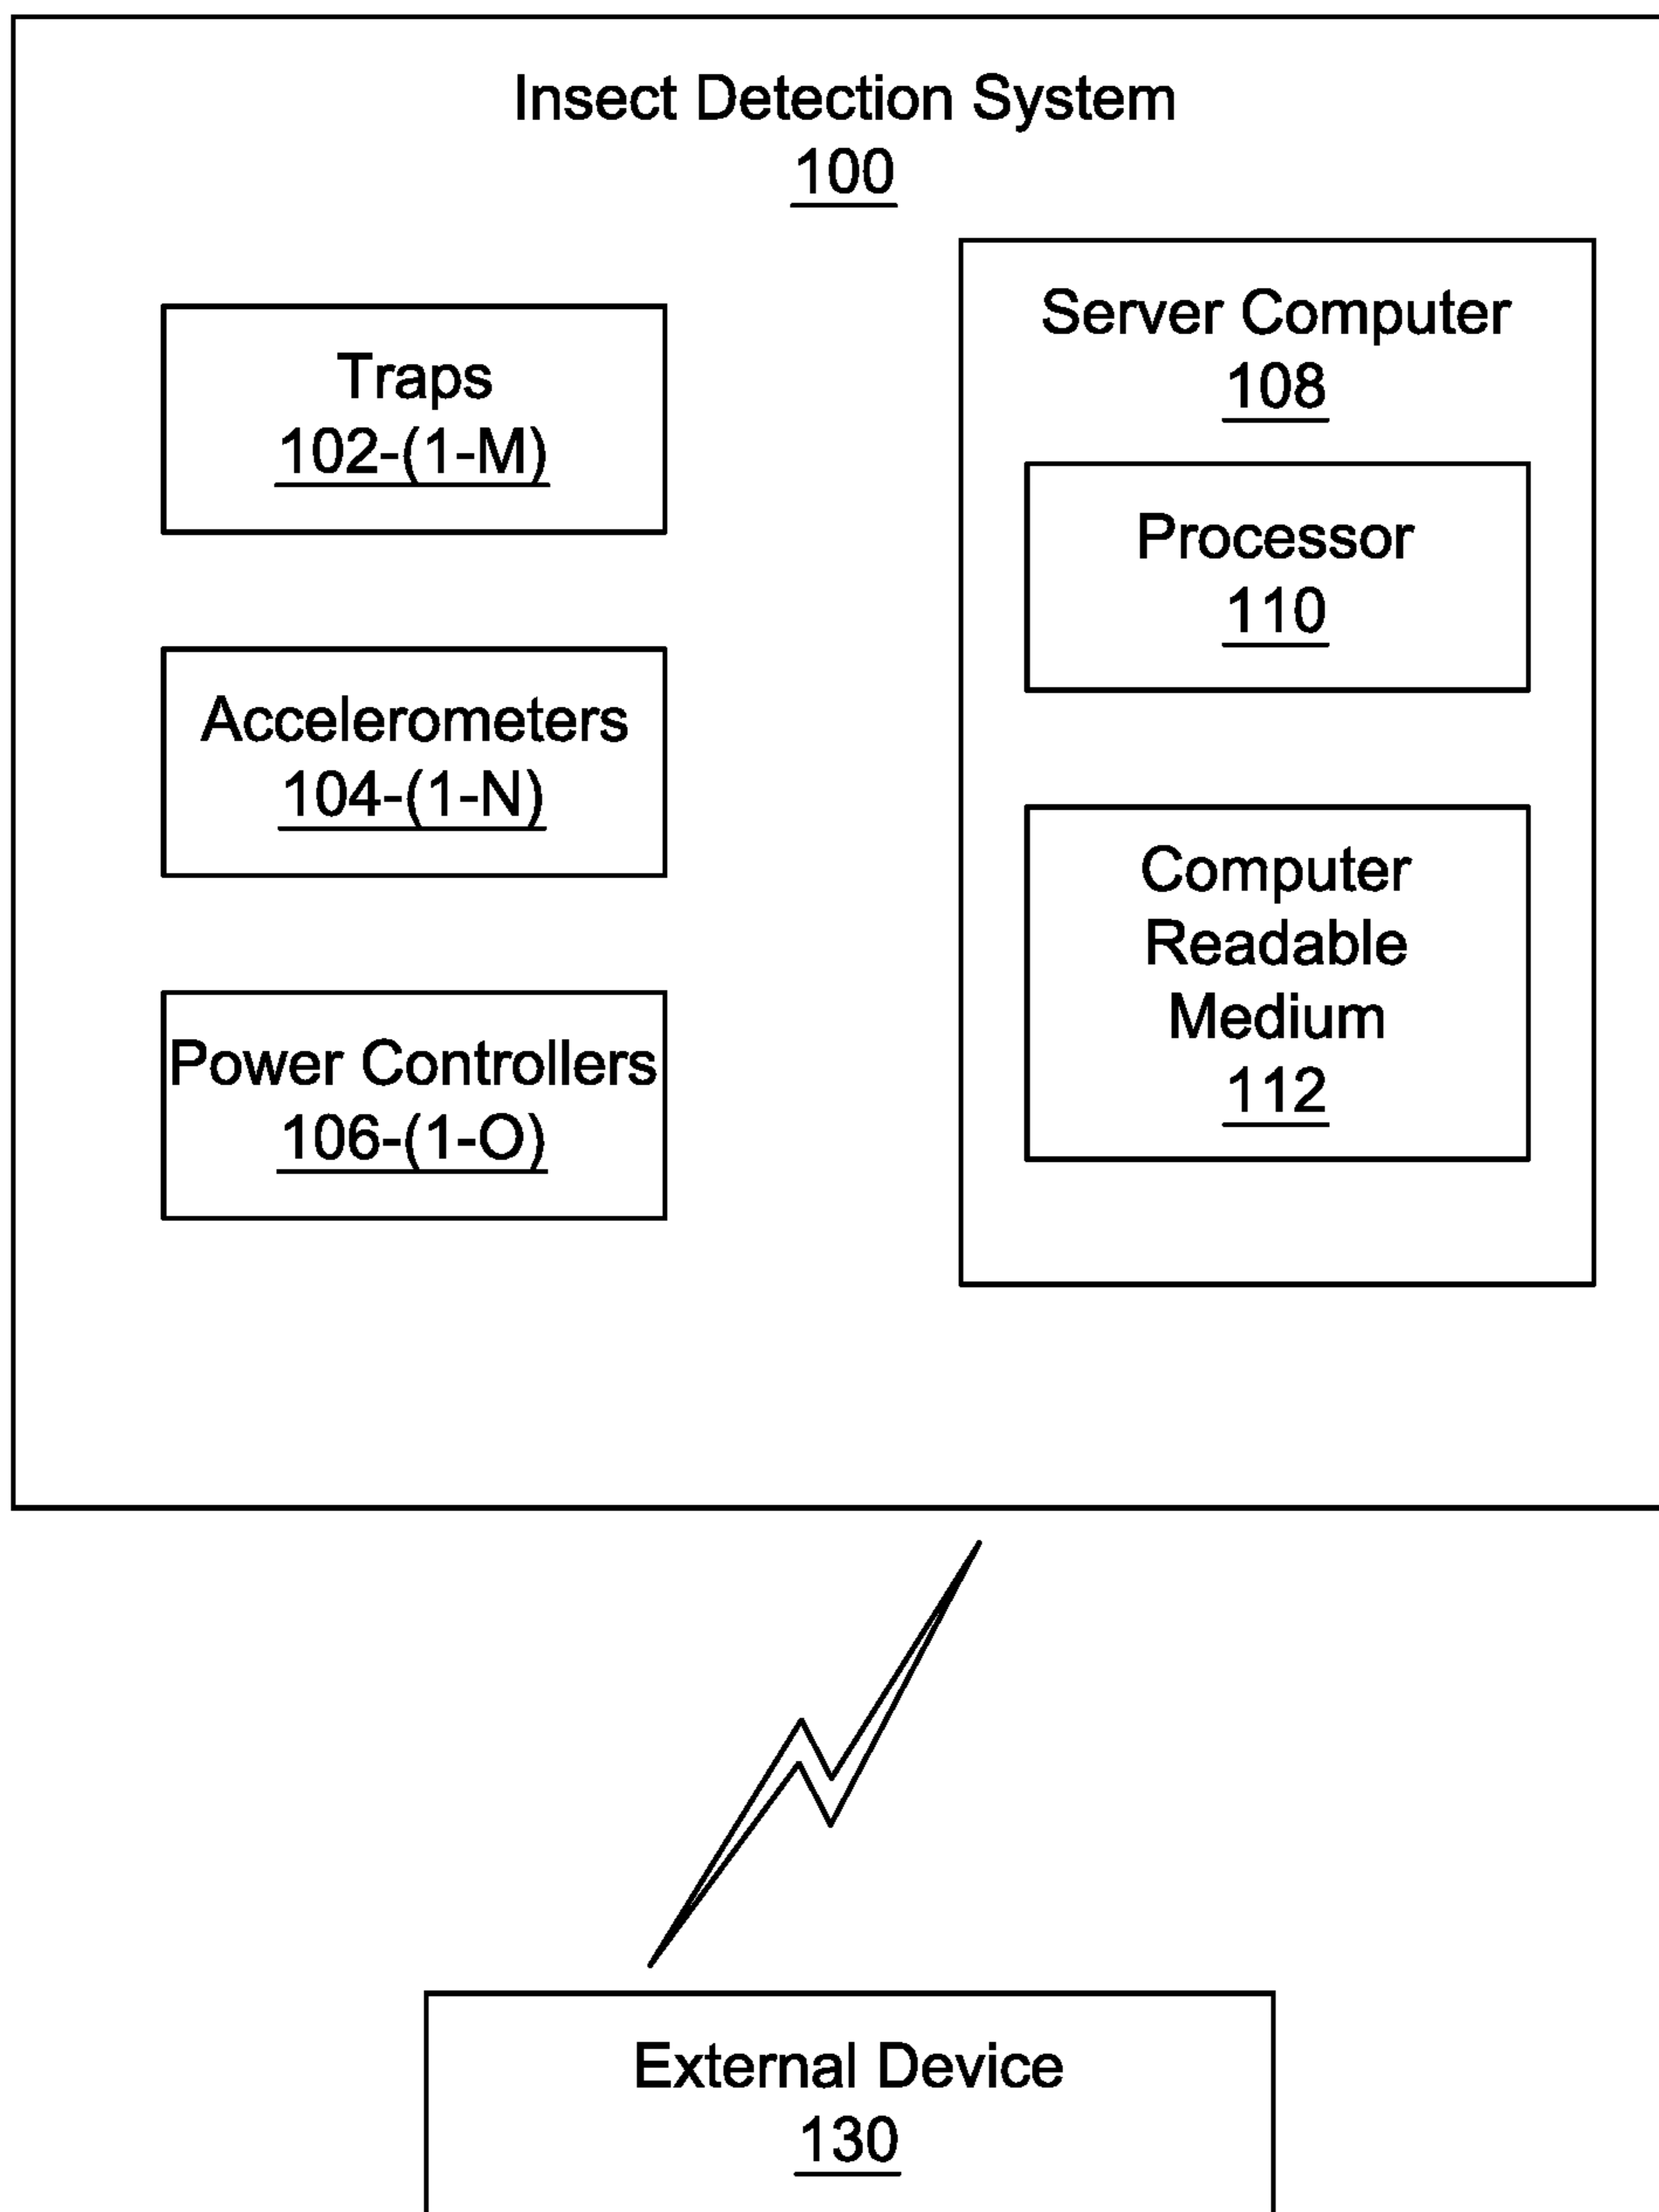 Insect Detection System
100
Traps
102-(1-M)
Accelerometers
104-(1-N)
Power Controllers
106-(1-O)
Server Computer
108
Processor
110
Computer
Readable
Medium
112
External Device
130